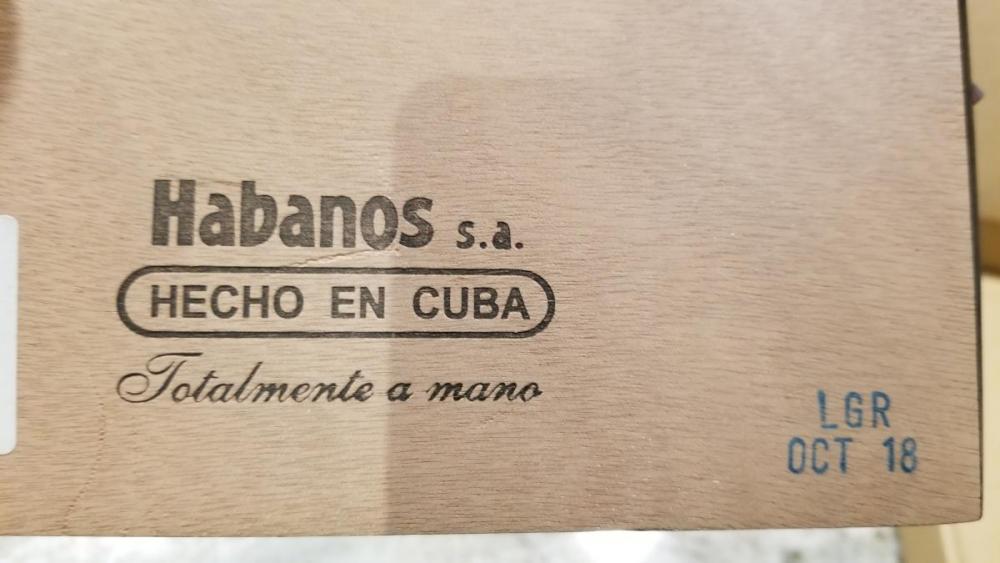 Habanos s.a.
HECHO EN CUBA
Totalmente a mano
LGR
OCT 18